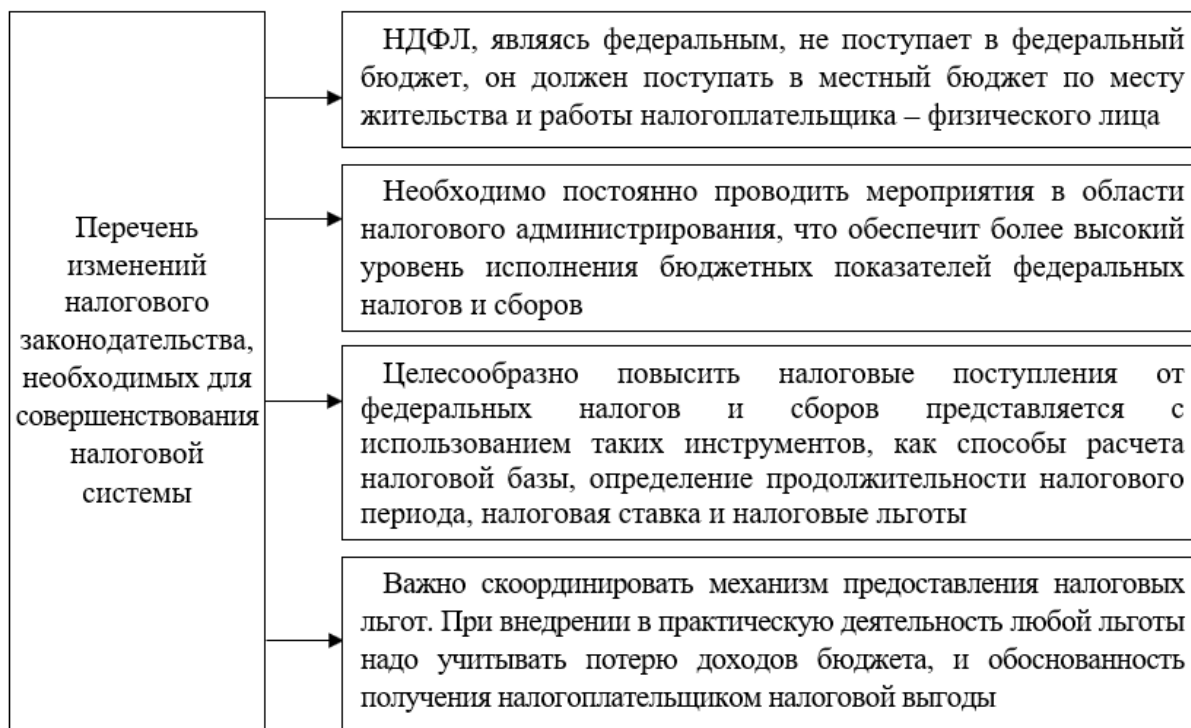 Перечень
изменений
налогового
законодательства,
необходимых для
совершенствования
налоговой
системы
НДФЛ, являясь федеральным, не поступает в федеральный
бюджет, он должен поступать в местный бюджет по месту
жительства и работы налогоплательщика – физического лица
Необходимо постоянно проводить мероприятия в области
налогового администрирования, что обеспечит более высокий
уровень исполнения бюджетных показателей федеральных
налогов и сборов
Целесообразно повысить налоговые поступления от
федеральных налогов и сборов представляется с
использованием таких инструментов, как способы расчета
налоговой базы, определение продолжительности налогового
периода, налоговая ставка и налоговые льготы
Важно скоординировать механизм предоставления налоговых
льгот. При внедрении в практическую деятельность любой льготы
надо учитывать потерю доходов бюджета, и обоснованность
получения налогоплательщиком налоговой выгоды